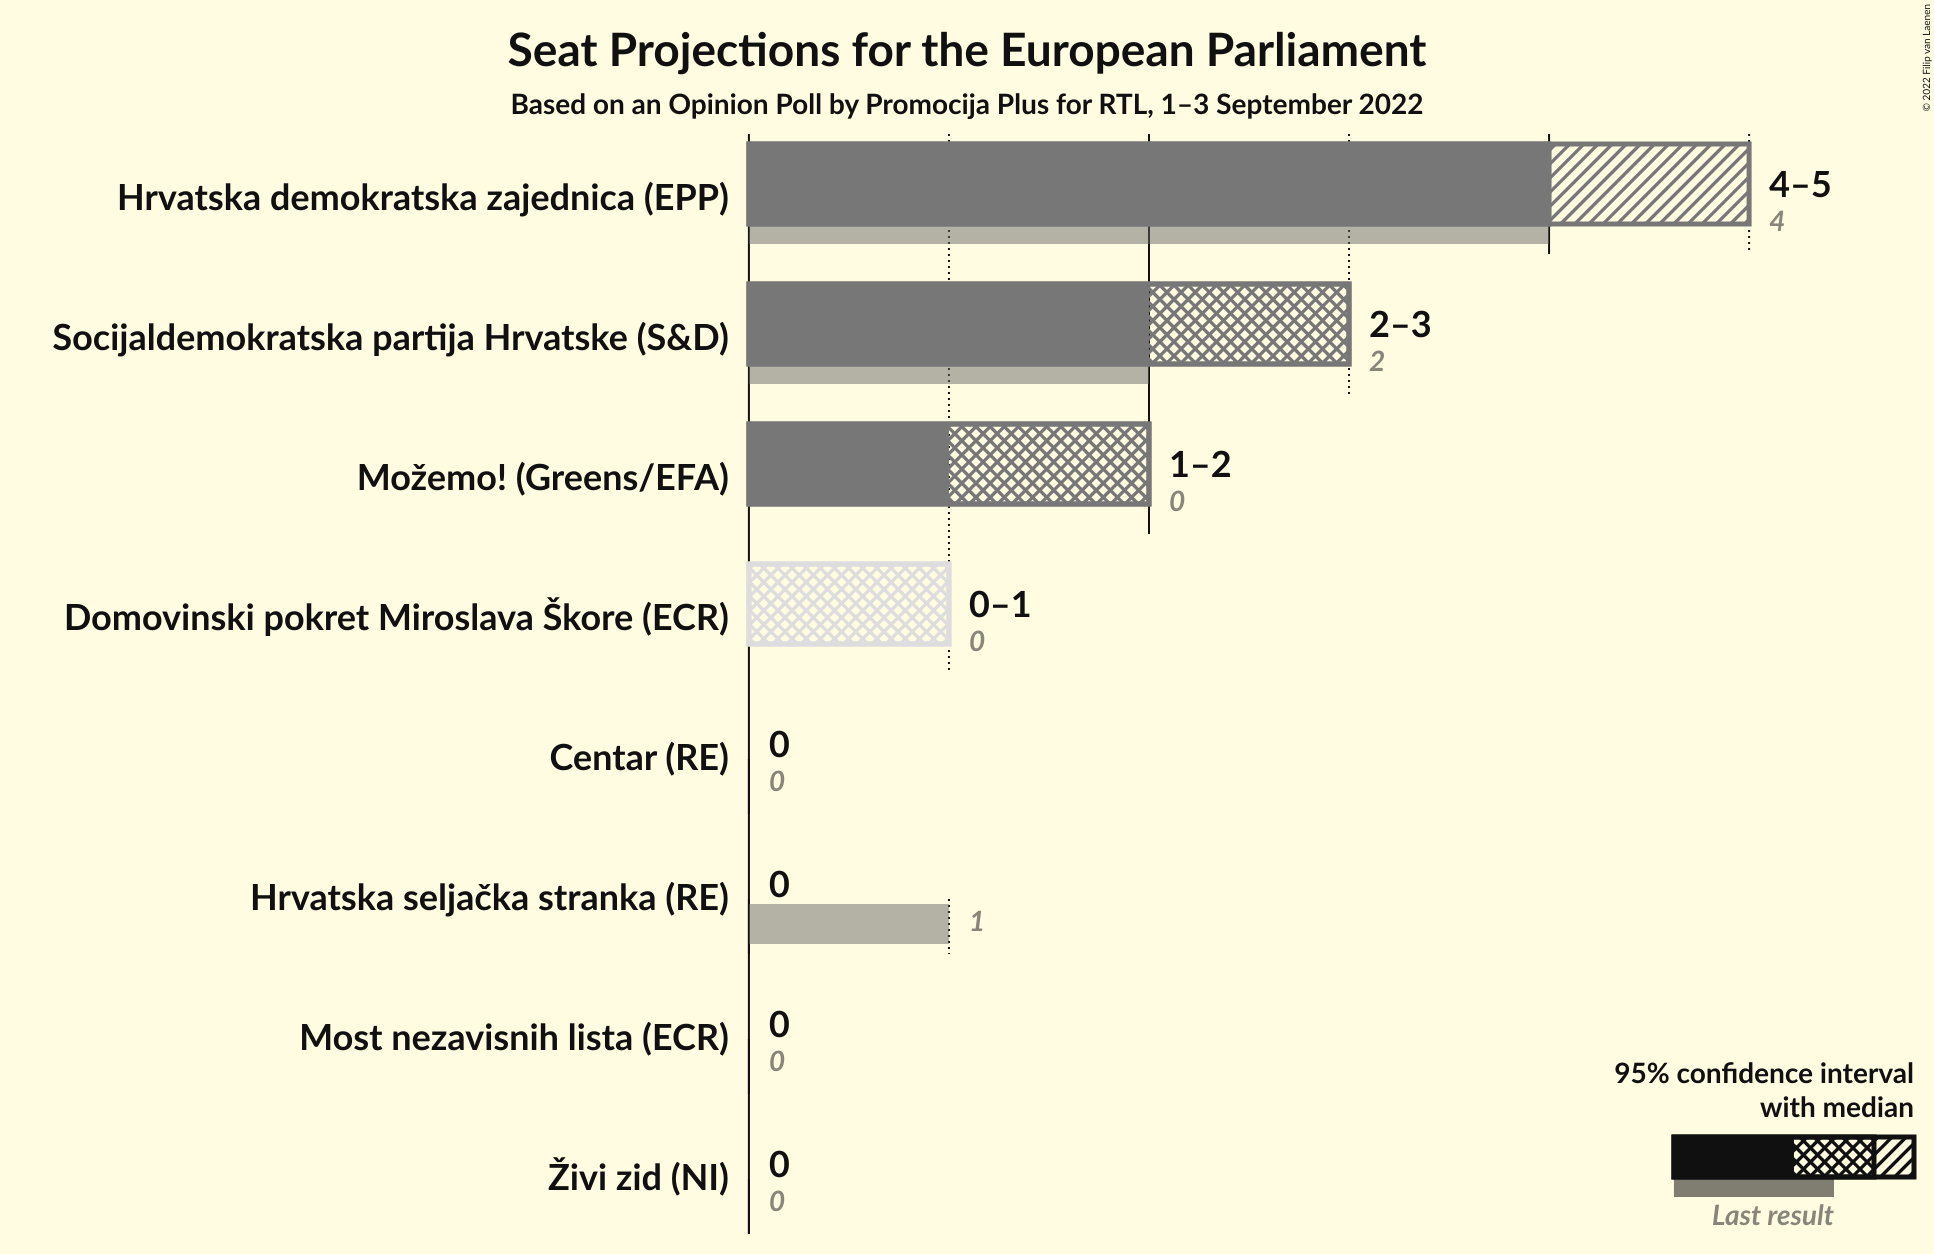 Seat Projections for the European Parliament
Based on an Opinion Poll by Promocija Plus for RTL, 1–3 September 2022
© 2022 Filip van Laenen
Hrvatska demokratska zajednica (EPP)
4–5
4
Socijaldemokratska partija Hrvatske (S&D)
2–3
2
Možemo! (Greens/EFA)
1–2
0
Domovinski pokret Miroslava Škore (ECR)
0–1
0
Centar (RE)
0
0
Hrvatska seljačka stranka (RE)
0
1
Most nezavisnih lista (ECR)
0
0
Živi zid (NI)
0
0
95% confidence interval
with median
Last result